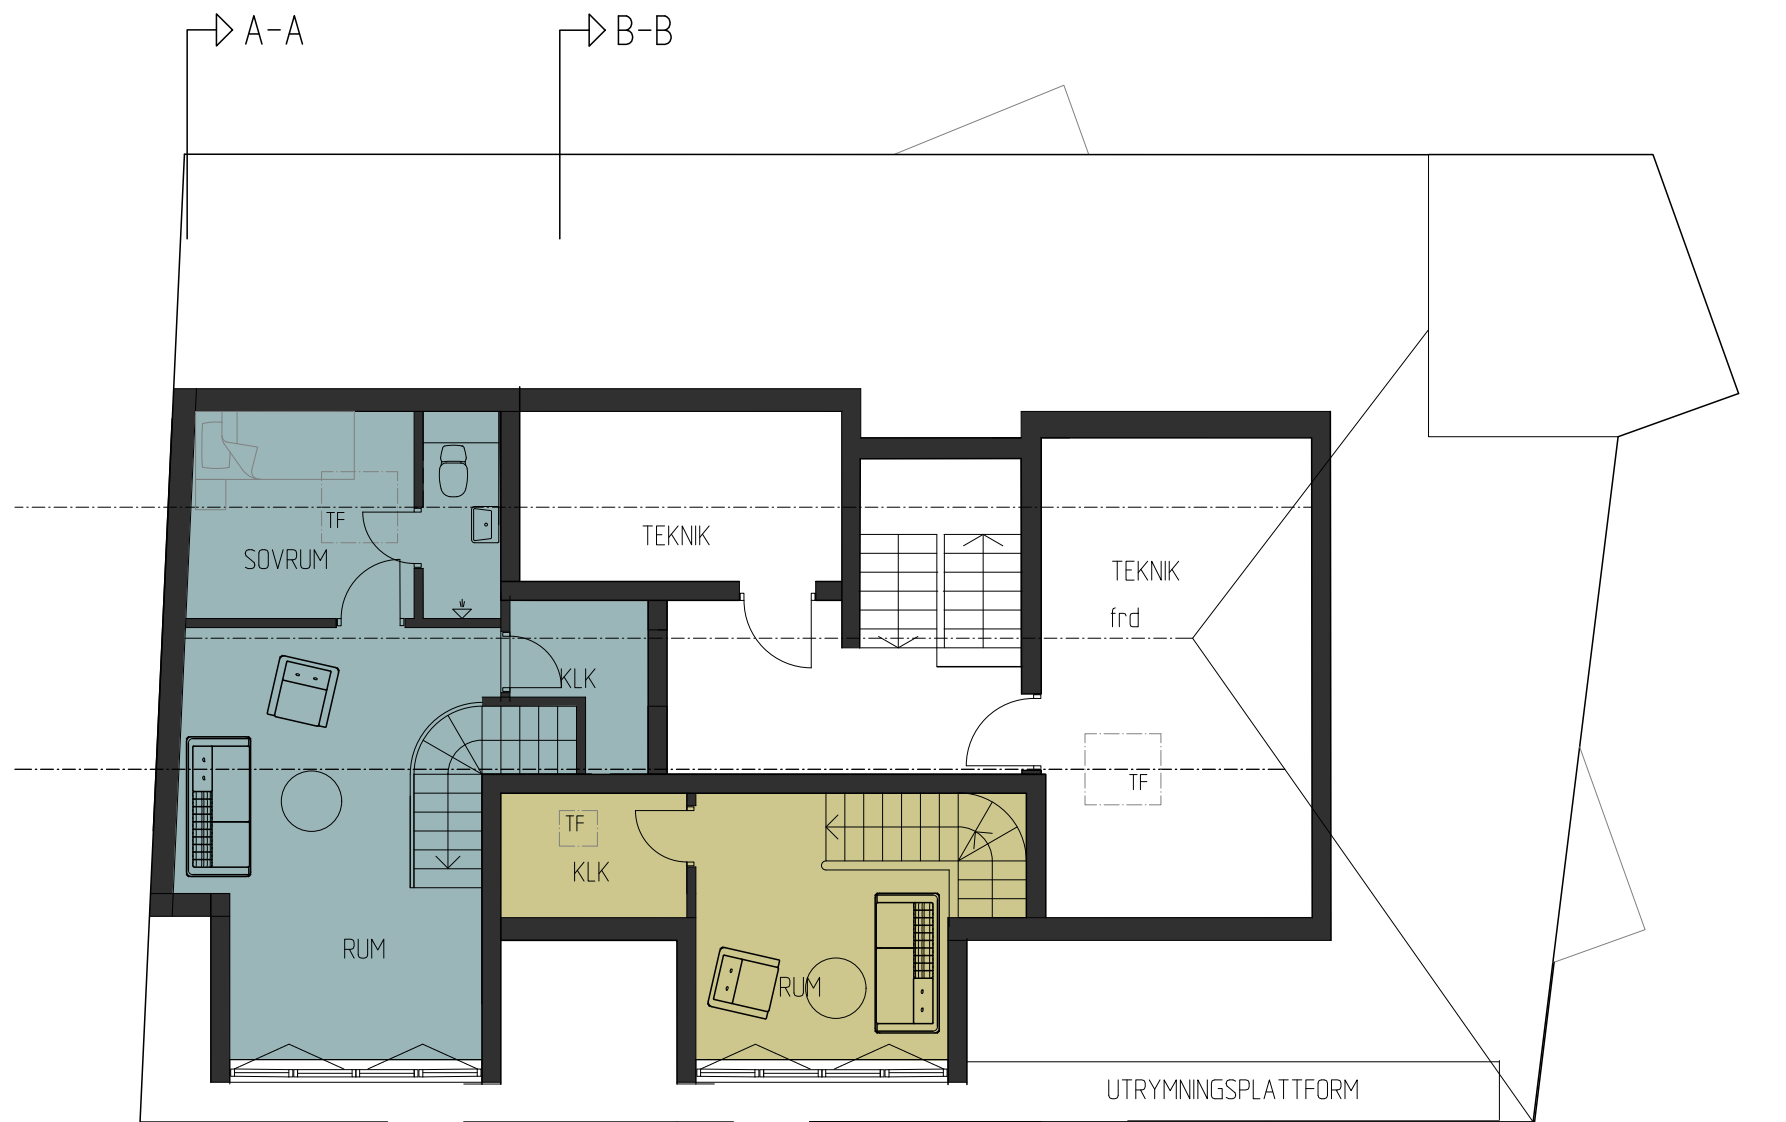 A-A
B-B
TF
SOVRUM
TEKNIK
TEKNIK
frd
KLK
TF
TF
KLK
RUM
RUM
UTRYMNINGSPLATTFORM